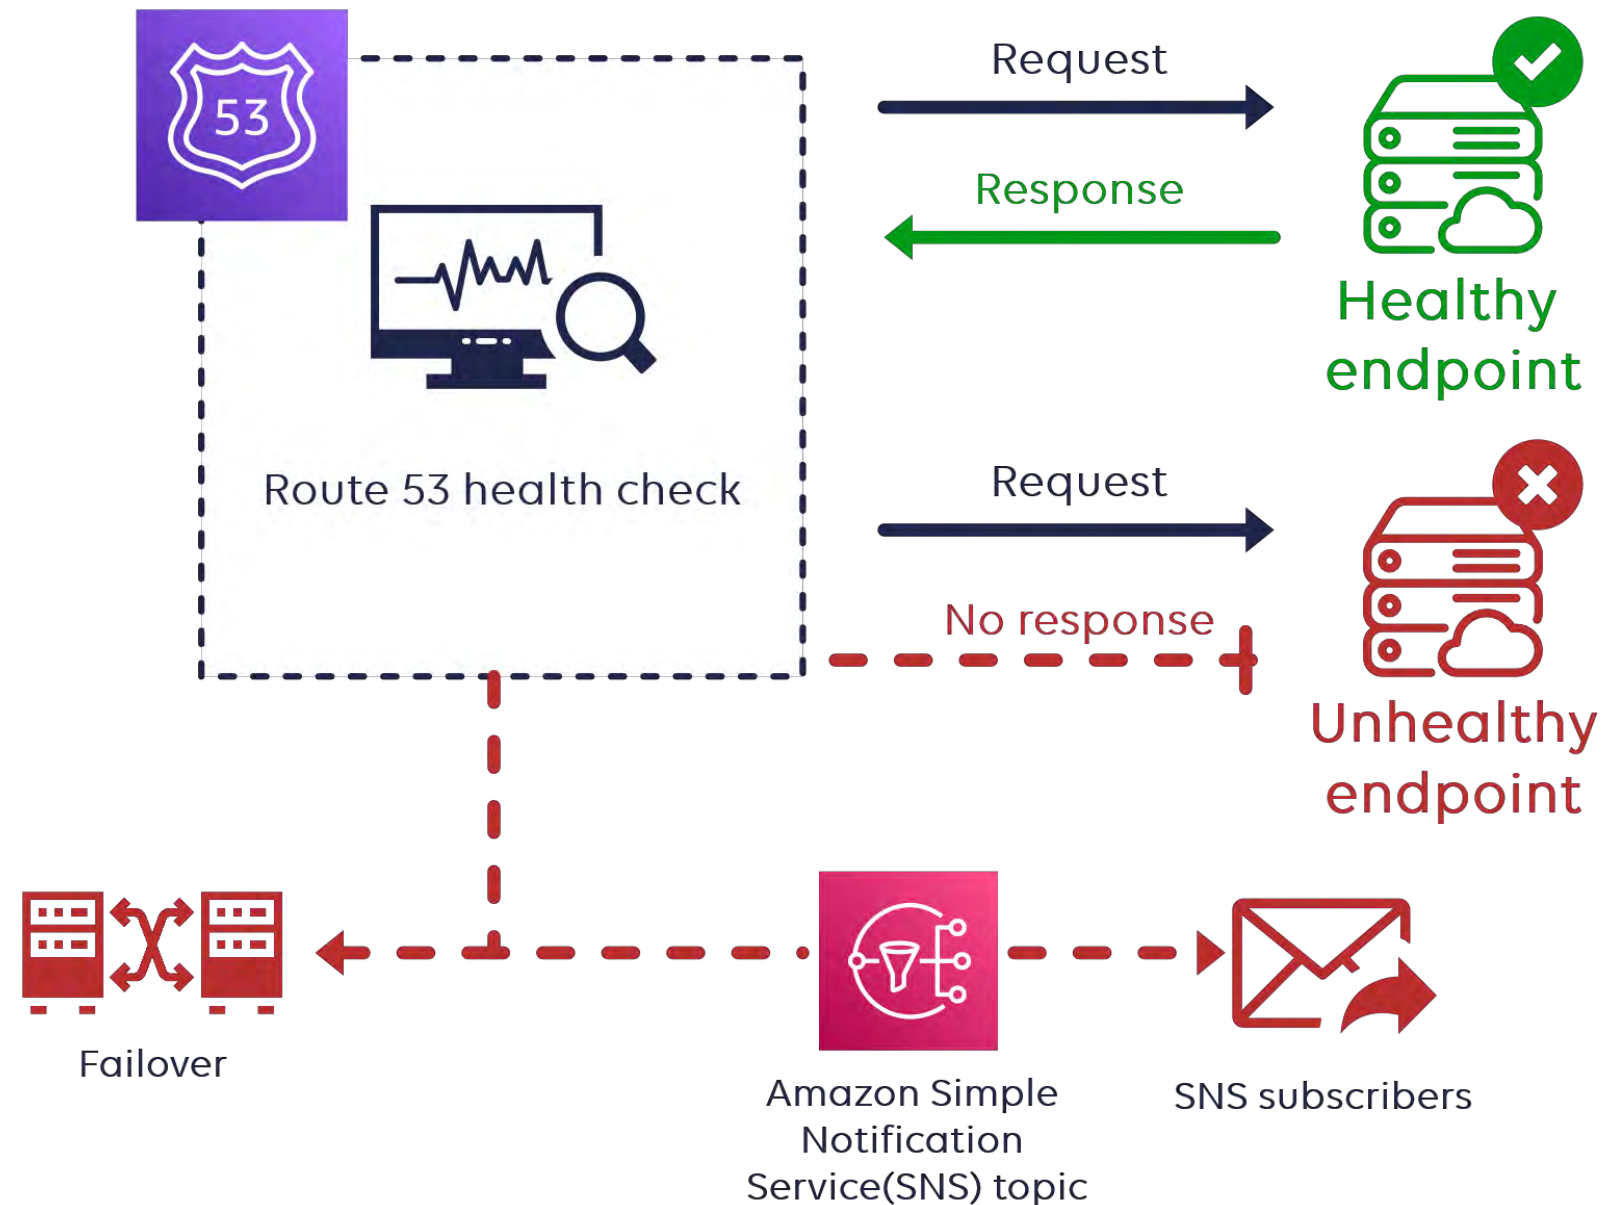 53
Request
Response
Healthy
endpoint
Route 53 health check
Request
No response
Unhealthy
endpoint
Failover
Amazon Simple
Notification
Service(SNS) topic
SNS subscribers